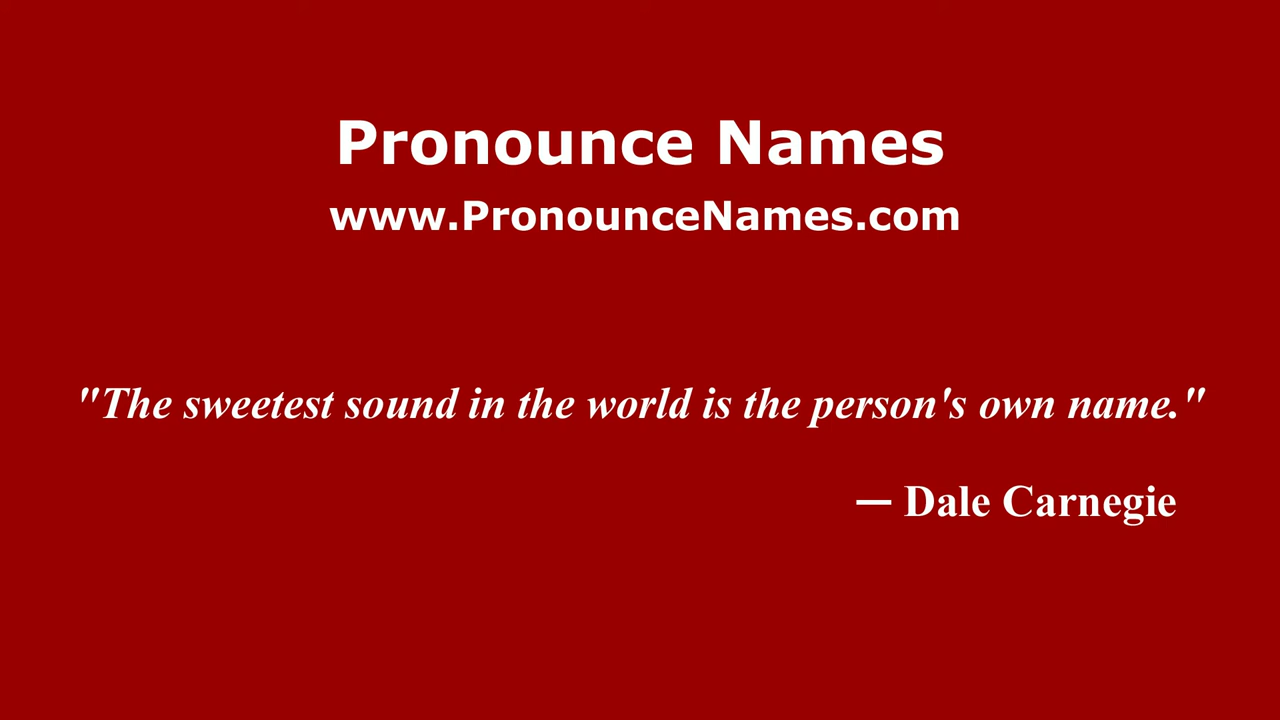 Pronounce Names
www.PronounceNames.com
"The sweetest sound in the world is the person's own name."
— Dale Carnegie